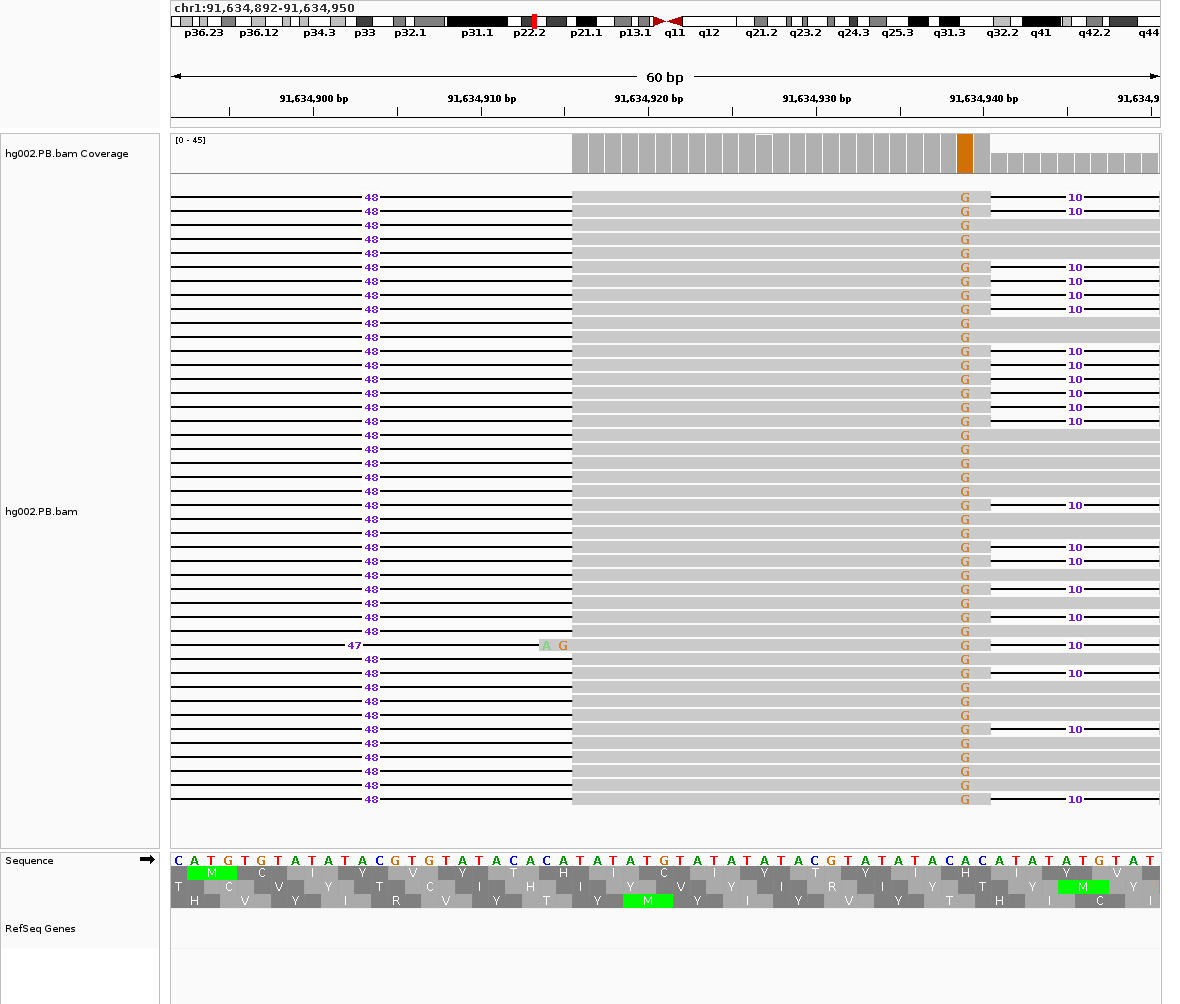 chr1:91,634,892-91,634,950
p36.23 p36.12 p34.3 p33 p32.1 p31.1 p22.2 p21.1 p13.1 q11 q12 q21.2 q23.2 q24.3 q25.3 q31.3 q32.2 q41 q42.2 q44
60 bp
91,634,900 bp 91,634,910 bp 91,634,920 bp 91,634,930 bp 91,634,940 bp 91,634,9
hg002.PB.bam Coverage [0 - 45]
48 G 10
48 G 10
48 G
48 G
48 G
48 G 10
48 G 10
48 G 10
48 G 10
48 G
48 G
48 G 10
48 G 10
48 G 10
48 G 10
48 G 10
48 G 10
48 G
48 G
48 G
48 G
48 G
hg002.PB.bam 48 G 10
48 G
48 G
48 G 10
48 G 10
48 G
48 G 10
48 G
48 G 10
48 G
47 A G G 10
48 G
48 G 10
48 G
48 G
48 G
48 G 10
48 G
48 G
48 G
48 G
48 G 10
Sequence C A T G T G T A T A T A C G T G T A T A C A C A T A T A T G T A T A T A T A C G T A T A T A C A C A T A T A T G T A T
M C I Y V Y T H I C I Y T Y I H I Y V
T C V Y T C I H I Y V Y I R I Y T Y M Y
H V Y I R V Y T Y M Y I Y V Y T H I C I
RefSeq Genes